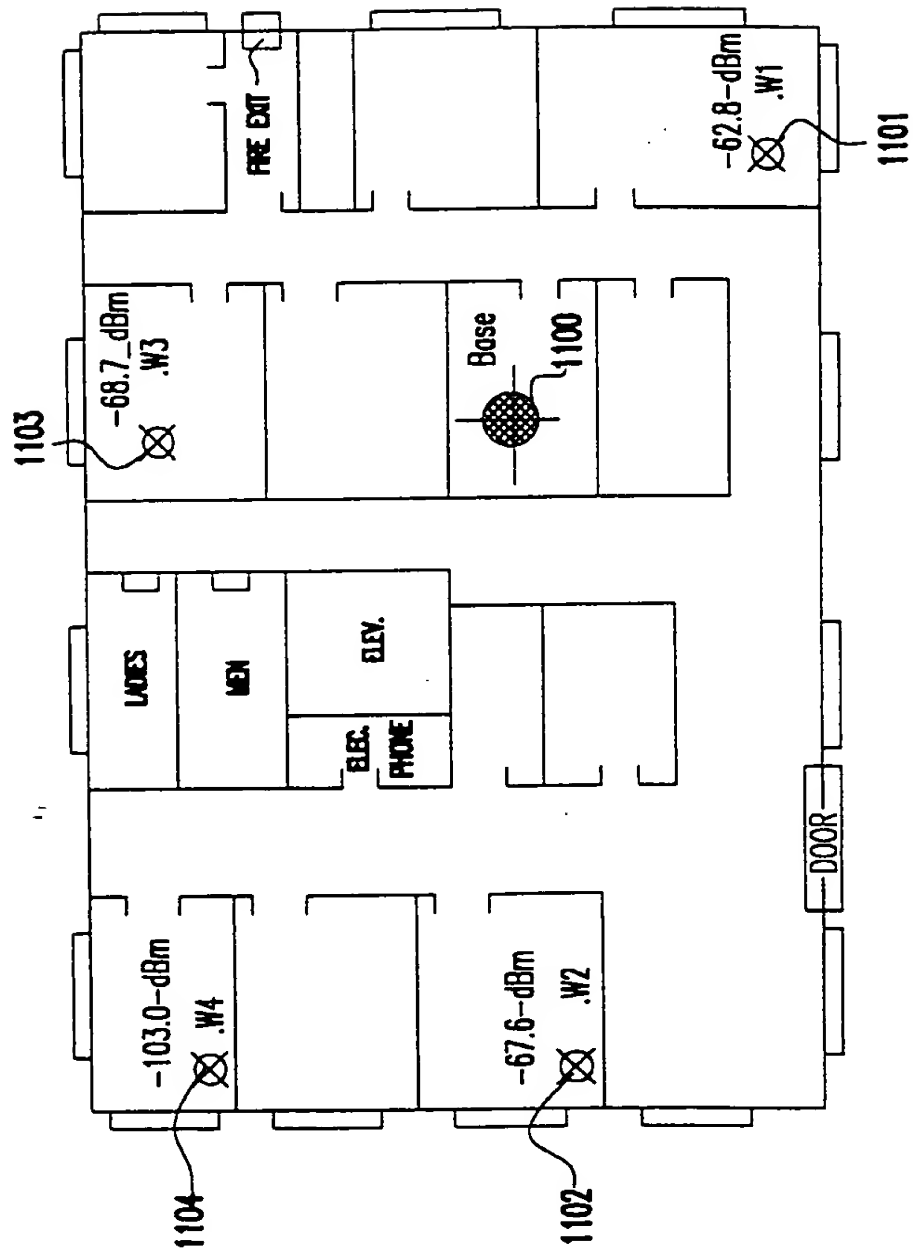 1104
-103.0-dBm
.W4
LADIES
MEN
ELEC.
PHONE
ELEV.
1103
-68.7_dBm
.W3
FIRE EXIT
1102
-67.6-dBm
.W2
Base
1100
DOOR
-62.8-dBm
.W1
1101